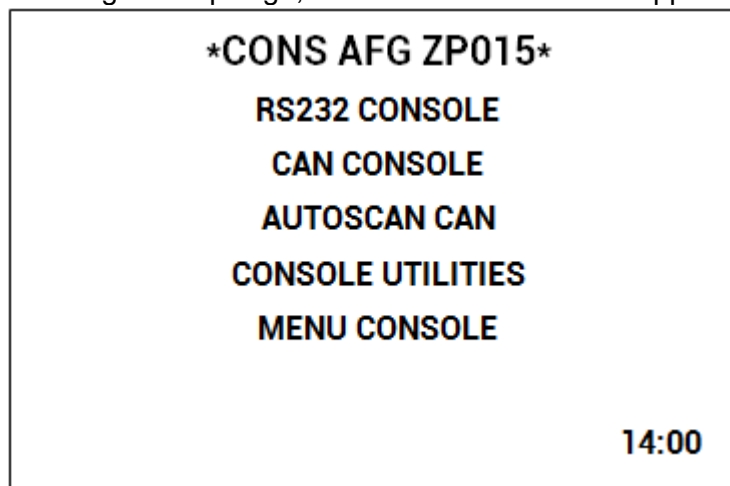 *CONS AFG ZP015*
RS232 CONSOLE
CAN CONSOLE
AUTOSCAN CAN
CONSOLE UTILITIES
MENU CONSOLE
14:00